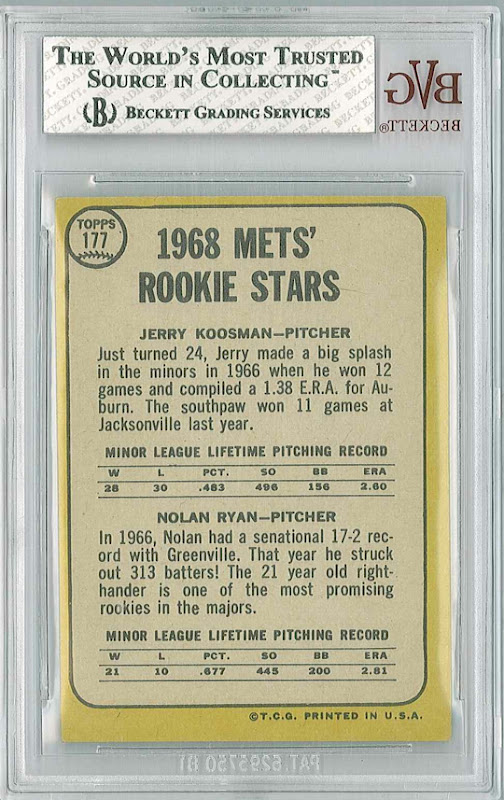 THE WORLD'S MOST TRUSTED
SOURCE IN COLLECTING™
(B) BECKETT GRADING SERVICES
BVG
BECKETT®
TOPPS
177
1968 METS'
ROOKIE STARS
JERRY KOOSMAN—PITCHER
Just turned 24, Jerry made a big splash
in the minors in 1966 when he won 12
games and compiled a 1.38 E.R.A. for Au-
burn. The southpaw won 11 games at
Jacksonville last year.
MINOR LEAGUE LIFETIME PITCHING RECORD
W L PCT. SO BB ERA
28 30 .483 496 156 2.60
NOLAN RYAN—PITCHER
In 1966, Nolan had a senational 17-2 rec-
ord with Greenville. That year he struck
out 313 batters! The 21 year old right-
hander is one of the most promising
rookies in the majors.
MINOR LEAGUE LIFETIME PITCHING RECORD
W L PCT. SO BB ERA
21 10 .677 445 200 2.81
©T.C.G. PRINTED IN U.S.A.